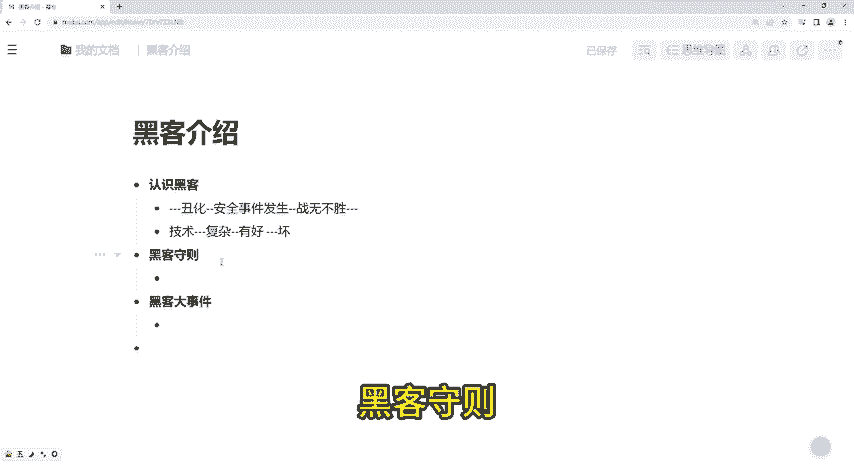 我的文档 | 黑客介绍
已保存
黑客介绍
认识黑客
---丑化--安全事件发生--战无不胜---
技术---复杂--有好 ---坏
黑客守则
黑客大事件
黑客守则